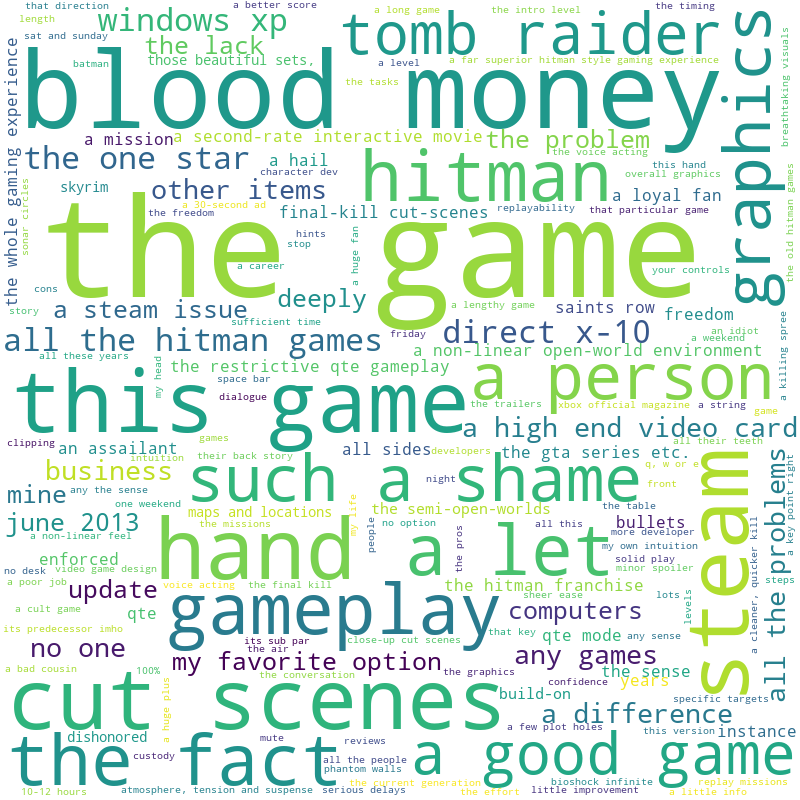 that direction
a better score
a long game
the intro level
the timing
length
windows xp
tomb raider
graphics
breathtaking visuals
sat and sunday
the lack
batman
those beautiful sets,
a level
a far superior hitman style gaming experience
the whole gaming experience
blood money
the tasks
a mission
a second-rate interactive movie
the problem
the one star
a hail
hitman
the voice acting
this hand
overall graphics
character dev
sonar circles
skyrim
other items
a loyal fan
the old hitman games
a 30-second ad
the freedom
final-kill cut-scenes
replayability
that particular game
hints
stop
the game
a huge fan
a career
your controls
cons
deeply
a lengthy game
saints row
story
a steam issue
sufficient time
freedom
friday
direct x-10
an idiot
a weekend
a killing spree
all the hitman games
all these years
a non-linear open-world environment
my head
the restrictive qte gameplay
space bar
a person
this game
dialogue
the trailers
xbox official magazine
a string
game
games
clipping
an assailant
all sides
developers
a high end video card
all their teeth
intuition
their back story
the gta series etc.
business
such a shame
q, w or e
steam
all the problems
a key point right
mine
any the sense
night
front
one weekend
maps and locations
my life
the semi-open-worlds
the table
june 2013
the missions
people
no option
the pros
all this
bullets
more developer
a non-linear feel
hand a let
my own intuition
solid play
a cleaner, quicker kill
enforced
no desk
video game design
minor spoiler
a poor job
voice acting
the final kill
the hitman franchise
steps
update
sheer ease
lots
levels
a cult game
gameplay
computers
qte
its predecessor imho
that key
qte mode
any sense
no one
its sub par
the air
close-up cut scenes
any games
a bad cousin
100%
my favorite option
the graphics
the sense
the conversation
confidence
years
a huge plus
cut scenes
build-on
specific targets
a difference
a few plot holes
this version
instance
dishonored
mute
reviews
the fact
custody
all the people
phantom walls
a good game
bioshock infinite
replay missions
the current generation
10-12 hours
atmosphere, tension and suspense
serious delays
the effort
little improvement
a little info